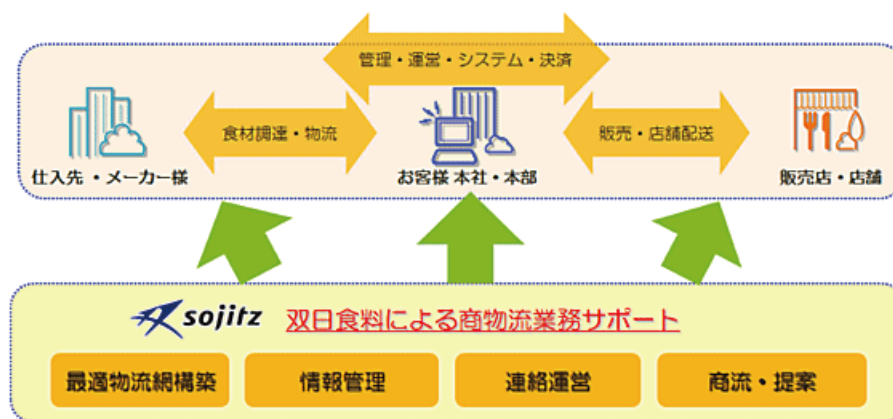 管理・運営・システム・決済
食材調達・物流
販売・店舗配送
仕入先・メーカー様
お客様 本社・本部
販売店・店舗
sojitz 双日食料による商物流業務サポート
最適物流網構築
情報管理
連絡運営
商流・提案